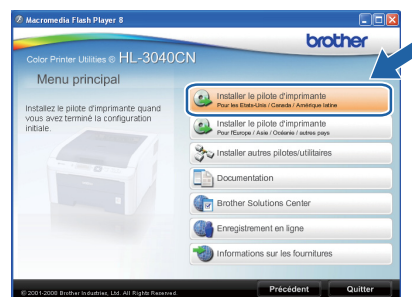 Macromedia Flash Player 8
brother
Color Printer Utilities © HL-3040CN
Menu principal
Installez le pilote d'imprimante quand
vous avez terminé la configuration
initiale.
Installer le pilote d'imprimante
Pour les Etats-Unis / Canada / Amérique latine
Installer le pilote d'imprimante
Pour l'Europe / Asie / Océanie / autres pays
Installer autres pilotes/utilitaires
Documentation
Brother Solutions Center
Enregistrement en ligne
Informations sur les fournitures
© 2001-2008 Brother Industries, Ltd. All Rights Reserved.
Précédent
Quitter